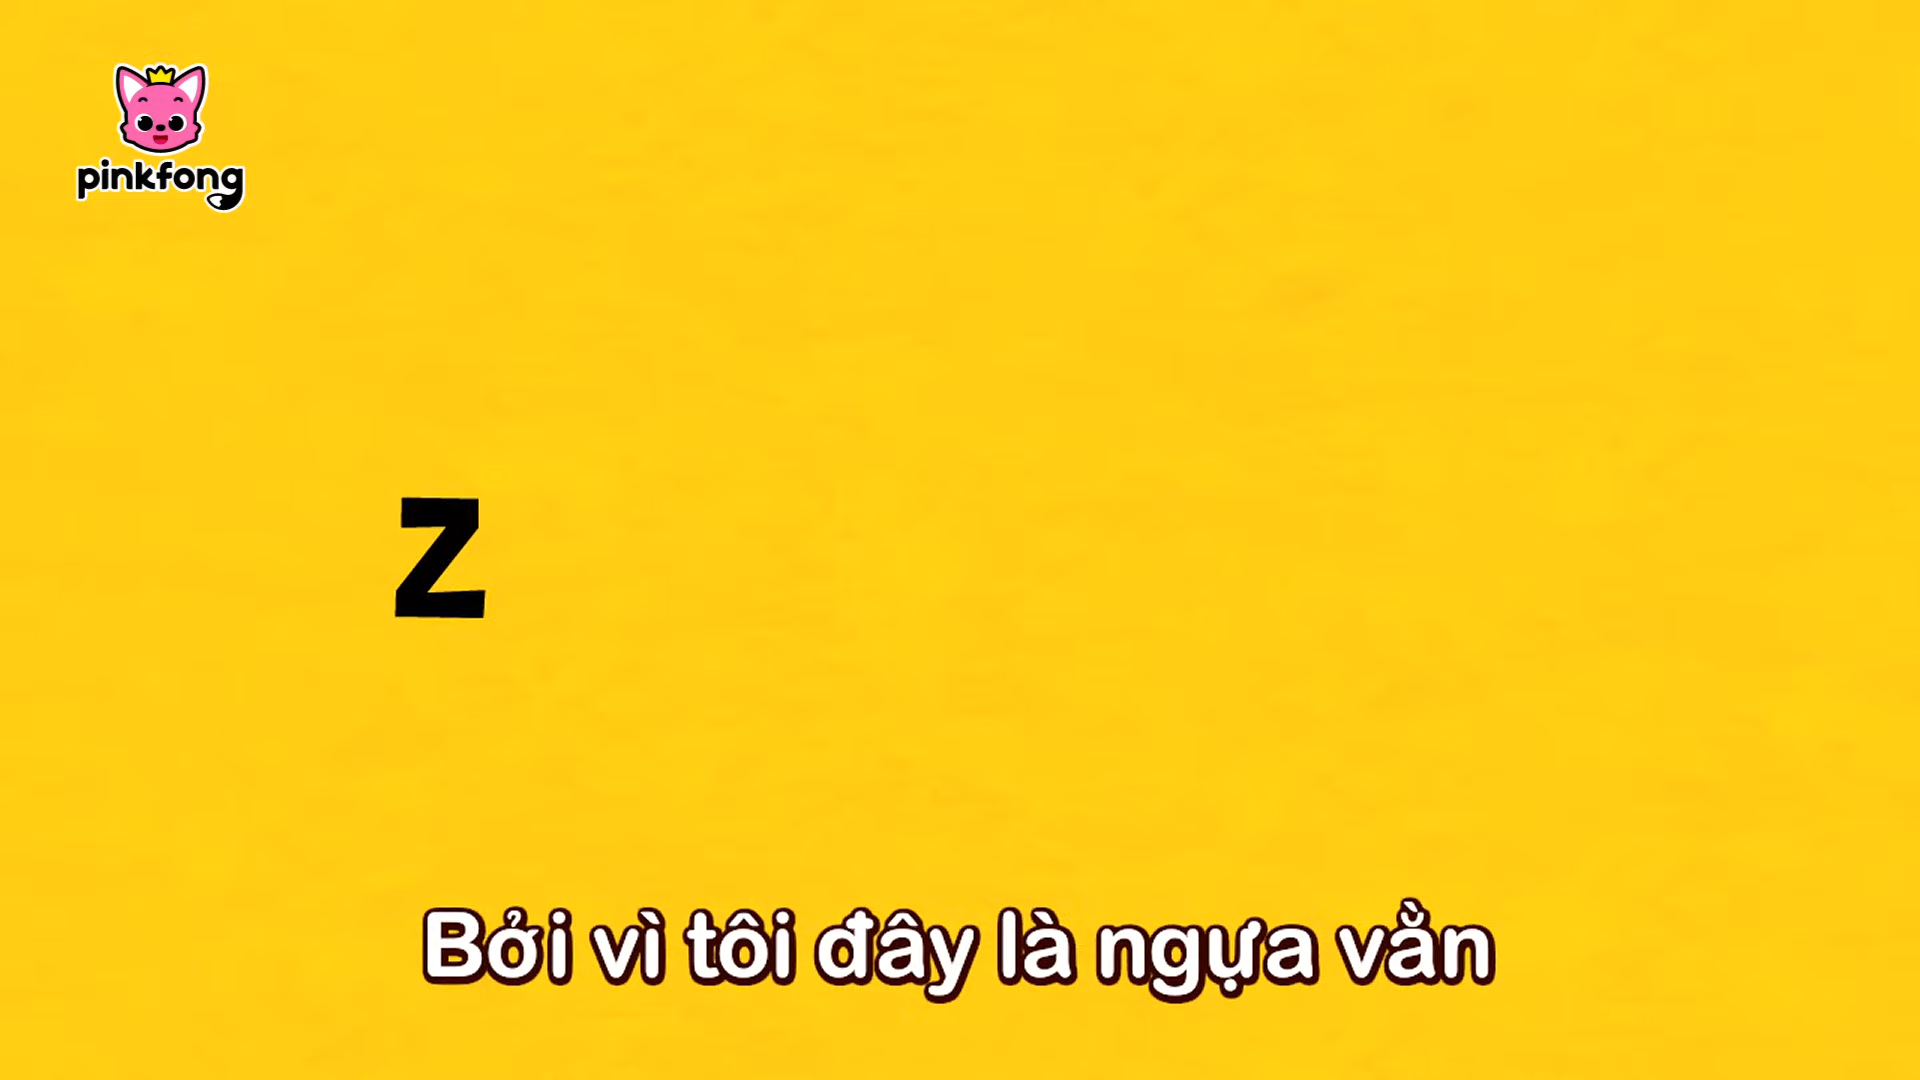 pinkfong
z
Bởi vì tôi đây là ngựa vằn